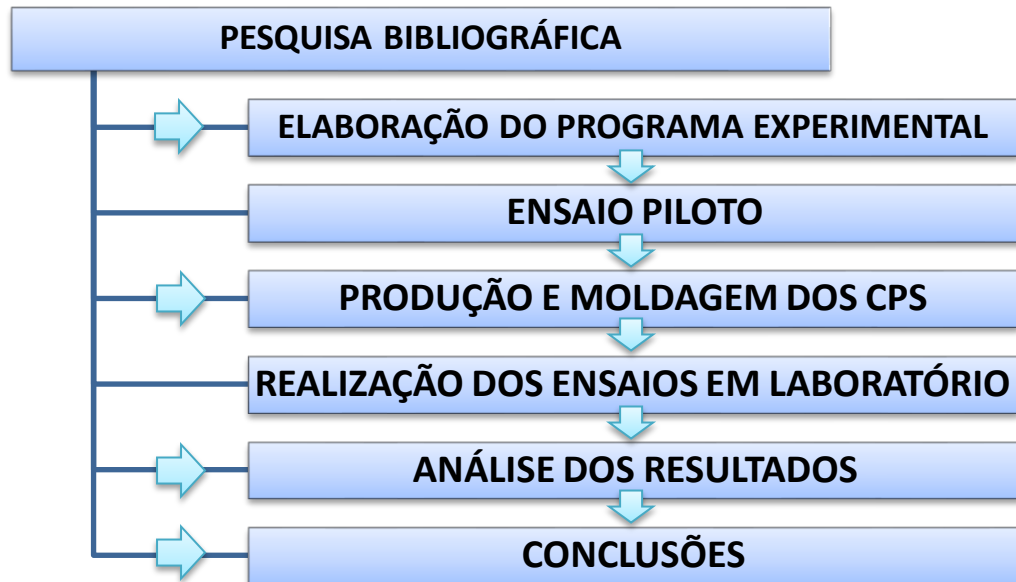 PESQUISA BIBLIOGRÁFICA
ELABORAÇÃO DO PROGRAMA EXPERIMENTAL
ENSAIO PILOTO
PRODUÇÃO E MOLDAGEM DOS CPS
REALIZAÇÃO DOS ENSAIOS EM LABORATÓRIO
ANÁLISE DOS RESULTADOS
CONCLUSÕES